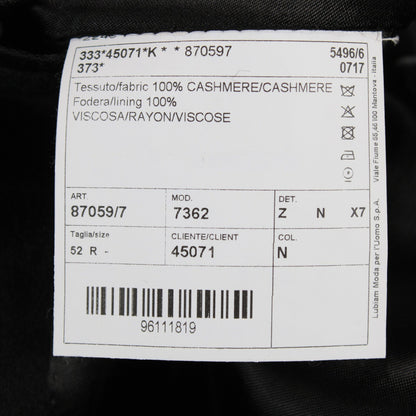 333*45071*K * * 870597 5496/6
373* 0717
Tessuto/fabric 100% CASHMERE/CASHMERE
Fodera/lining 100%
VISCOSA/RAYON/VISCOSE
ART MOD. DET.
87059/7 7362 Z N X7
Taglia/size CLIENTE/CLIENT COL.
52 R - 45071 N
96111819
Lubiam Moda per l'Uomo S.p.A.
Viale Fiume 55,46100 Mantova - Italia